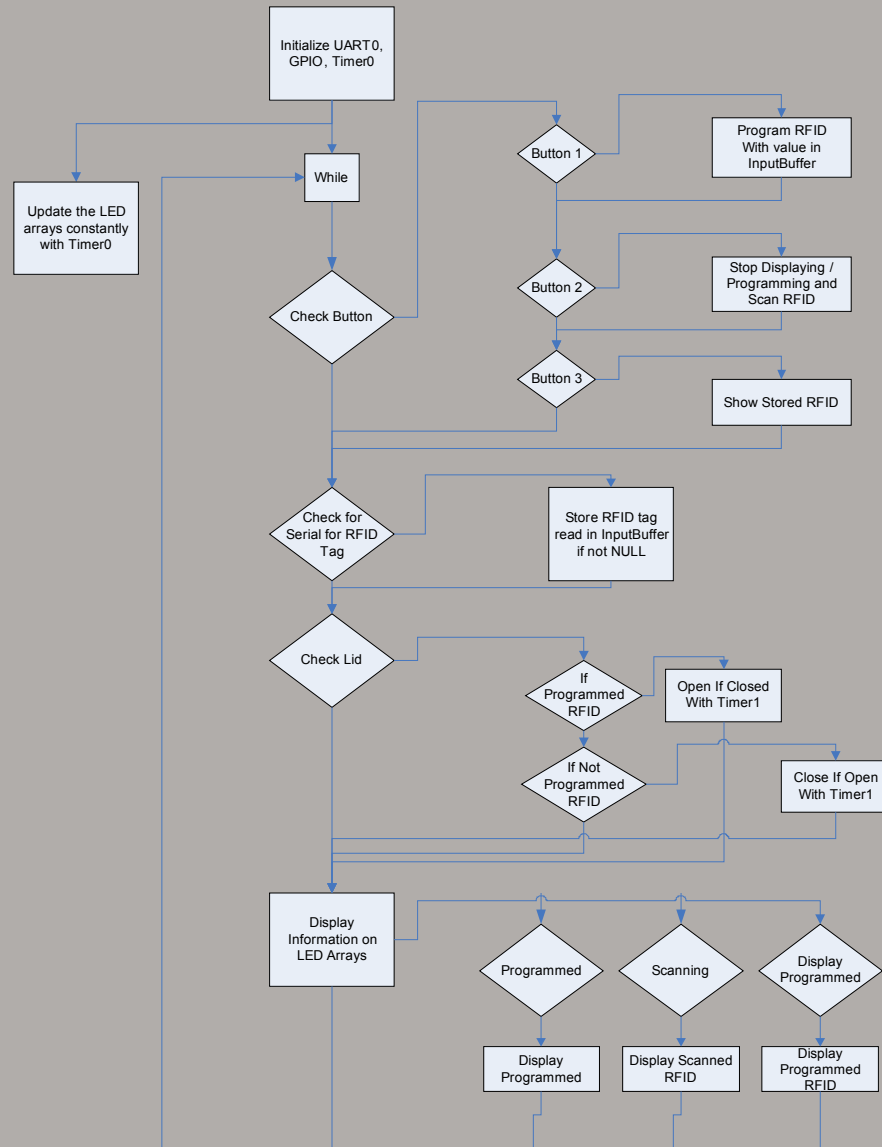 Initialize UART0,
GPIO, Timer0
Update the LED
arrays constantly
with Timer0
While
Check Button
Button 1
Program RFID
With value in
InputBuffer
Button 2
Stop Displaying /
Programming and
Scan RFID
Button 3
Show Stored RFID
Check for
Serial for RFID
Tag
Store RFID tag
read in InputBuffer
if not NULL
Check Lid
If
Programmed
RFID
Open If Closed
With Timer1
If Not
Programmed
RFID
Close If Open
With Timer1
Display
Information on
LED Arrays
Programmed
Scanning
Display
Programmed
Display
Programmed
Display Scanned
RFID
Display
Programmed
RFID